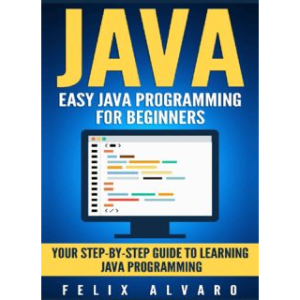 JAVA
EASY JAVA PROGRAMMING
FOR BEGINNERS
YOUR STEP-BY-STEP GUIDE TO LEARNING
JAVA PROGRAMMING
FELIX ALVARO